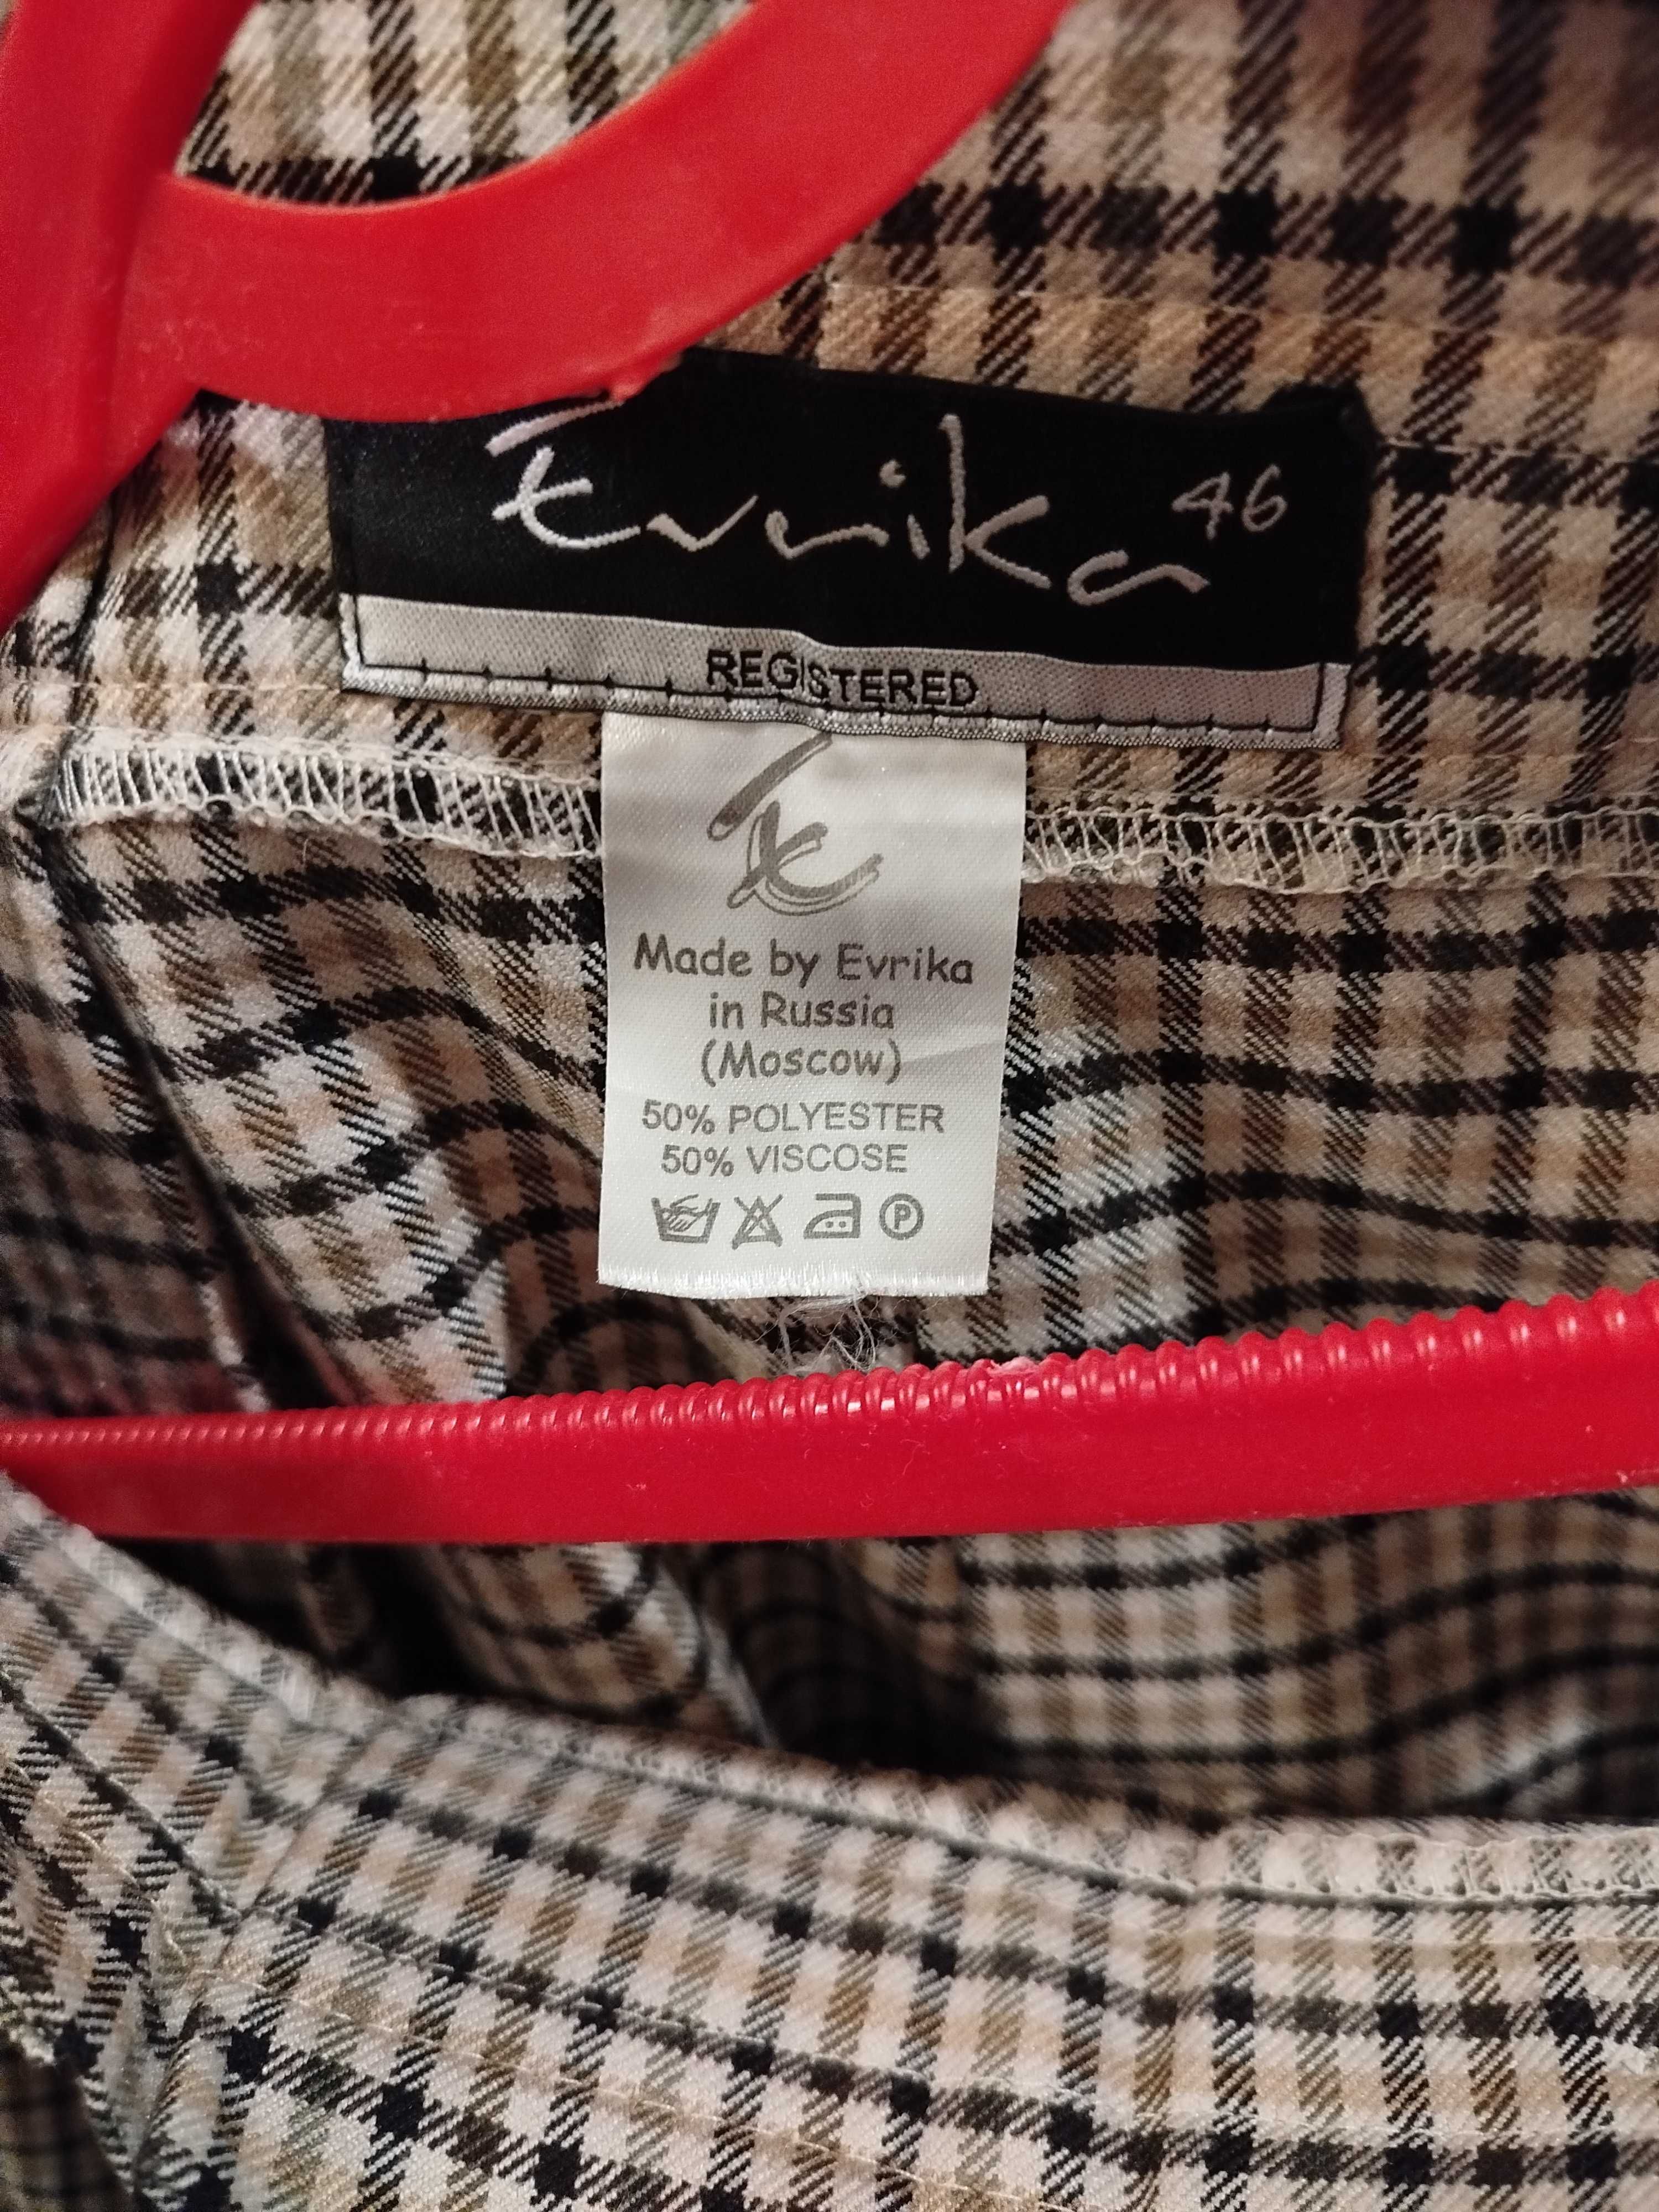 Evrika 46
REGISTERED
Made by Evrika
in Russia
(Moscow)
50% POLYESTER
50% VISCOSE
P